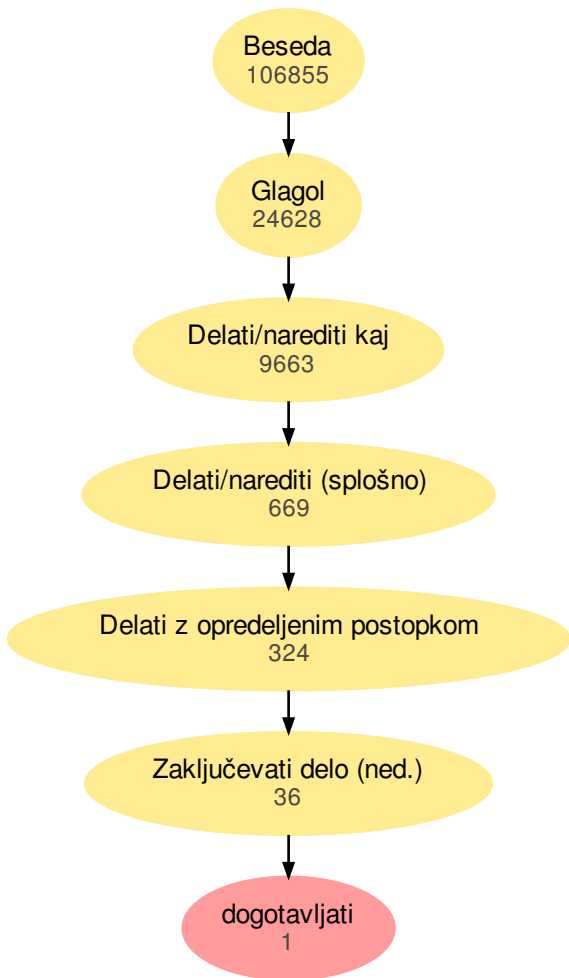 Beseda
106855
Glagol
24628
Delati/narediti kaj
9663
Delati/narediti (splošno)
669
Delati z opredeljenim postopkom
324
Zaključevati delo (ned.)
36
dogotavljati
1